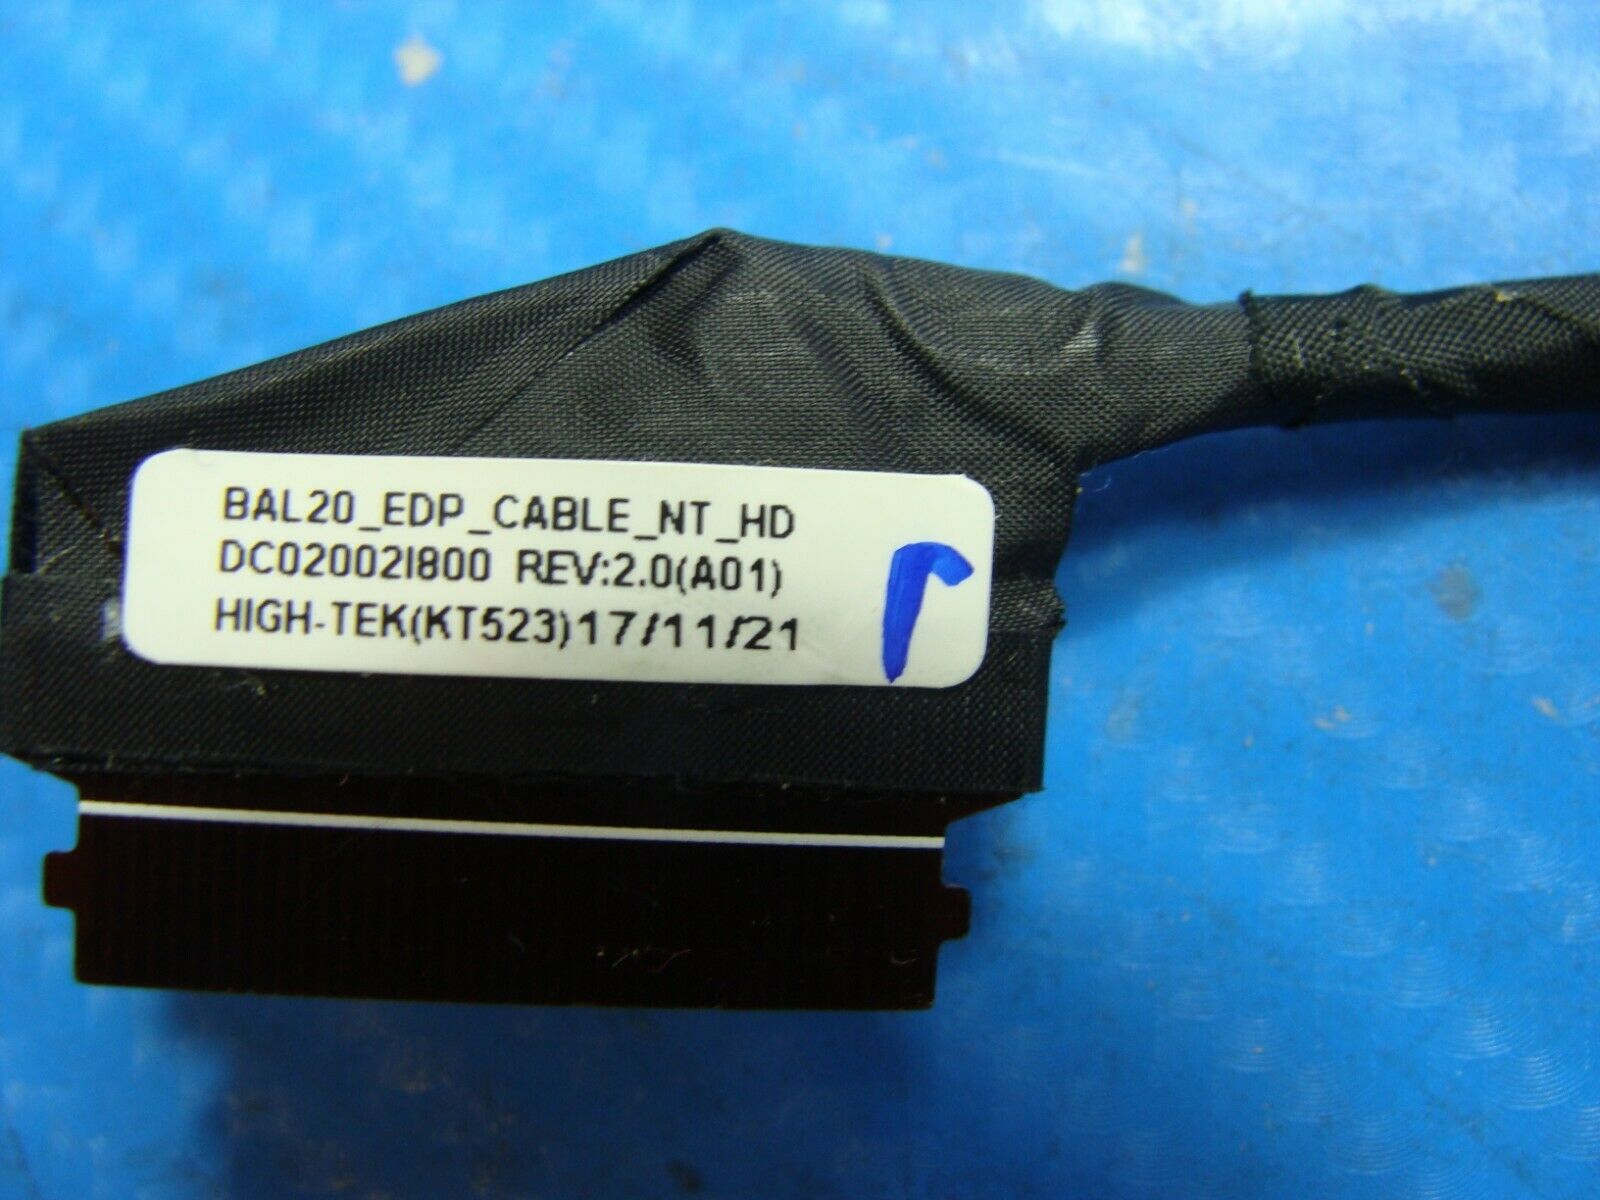 BAL20_EDP_CABLE_NT_HD
DC02002I800 REV:2.0(A01)
HIGH-TEK(KT523)17/11/21